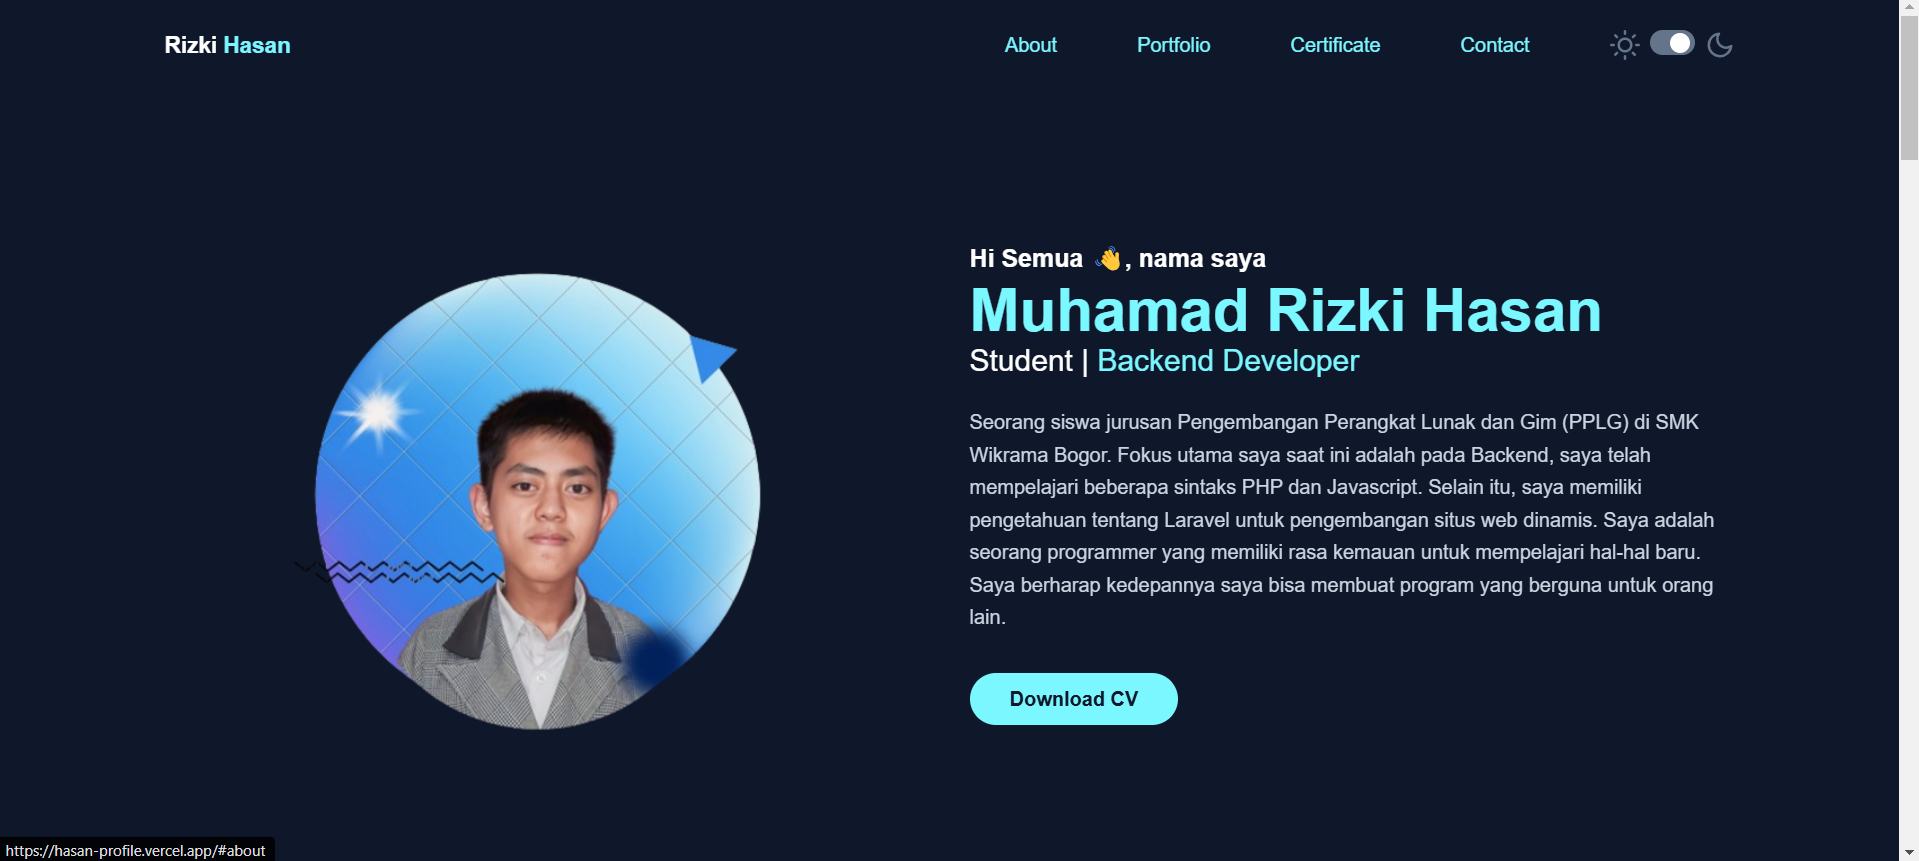 Rizki Hasan
About Portfolio Certificate Contact
Hi Semua 👋, nama saya
Muhamad Rizki Hasan
Student | Backend Developer
Seorang siswa jurusan Pengembangan Perangkat Lunak dan Gim (PPLG) di SMK
Wikrama Bogor. Fokus utama saya saat ini adalah pada Backend, saya telah
mempelajari beberapa sintaks PHP dan Javascript. Selain itu, saya memiliki
pengetahuan tentang Laravel untuk pengembangan situs web dinamis. Saya adalah
seorang programmer yang memiliki rasa kemauan untuk mempelajari hal-hal baru.
Saya berharap kedepannya saya bisa membuat program yang berguna untuk orang
lain.
Download CV
https://hasan-profile.vercel.app/#about